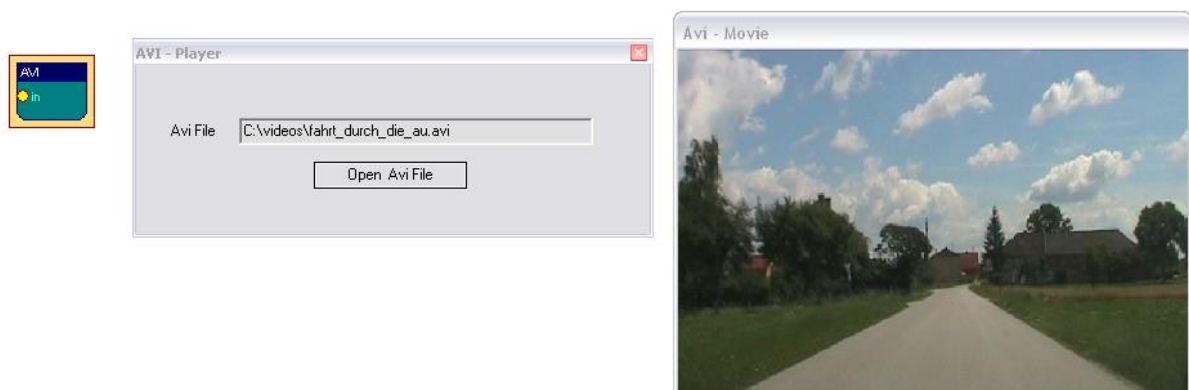 AVI
in
AVI - Player
Avi File
C:\videos\fahrt_durch_die_au.avi
Open Avi File
Avi - Movie